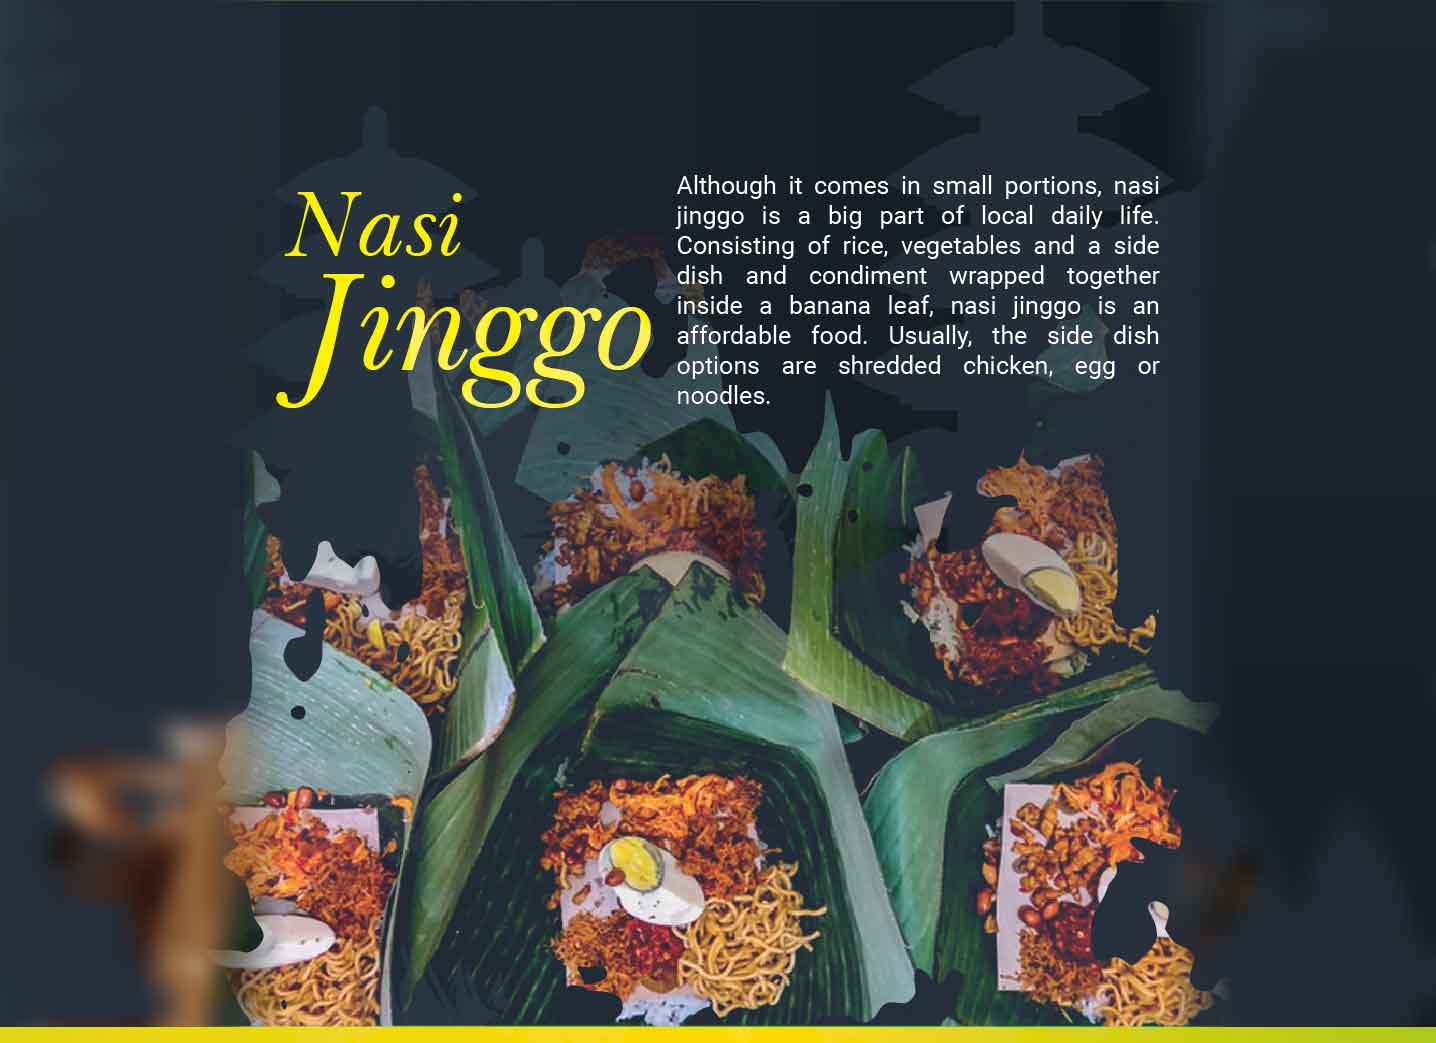 Nasi
Jinggo
Although it comes in small portions, nasi
jinggo is a big part of local daily life.
Consisting of rice, vegetables and a side
dish and condiment wrapped together
inside a banana leaf, nasi jinggo is an
affordable food. Usually, the side dish
options are shredded chicken, egg or
noodles.